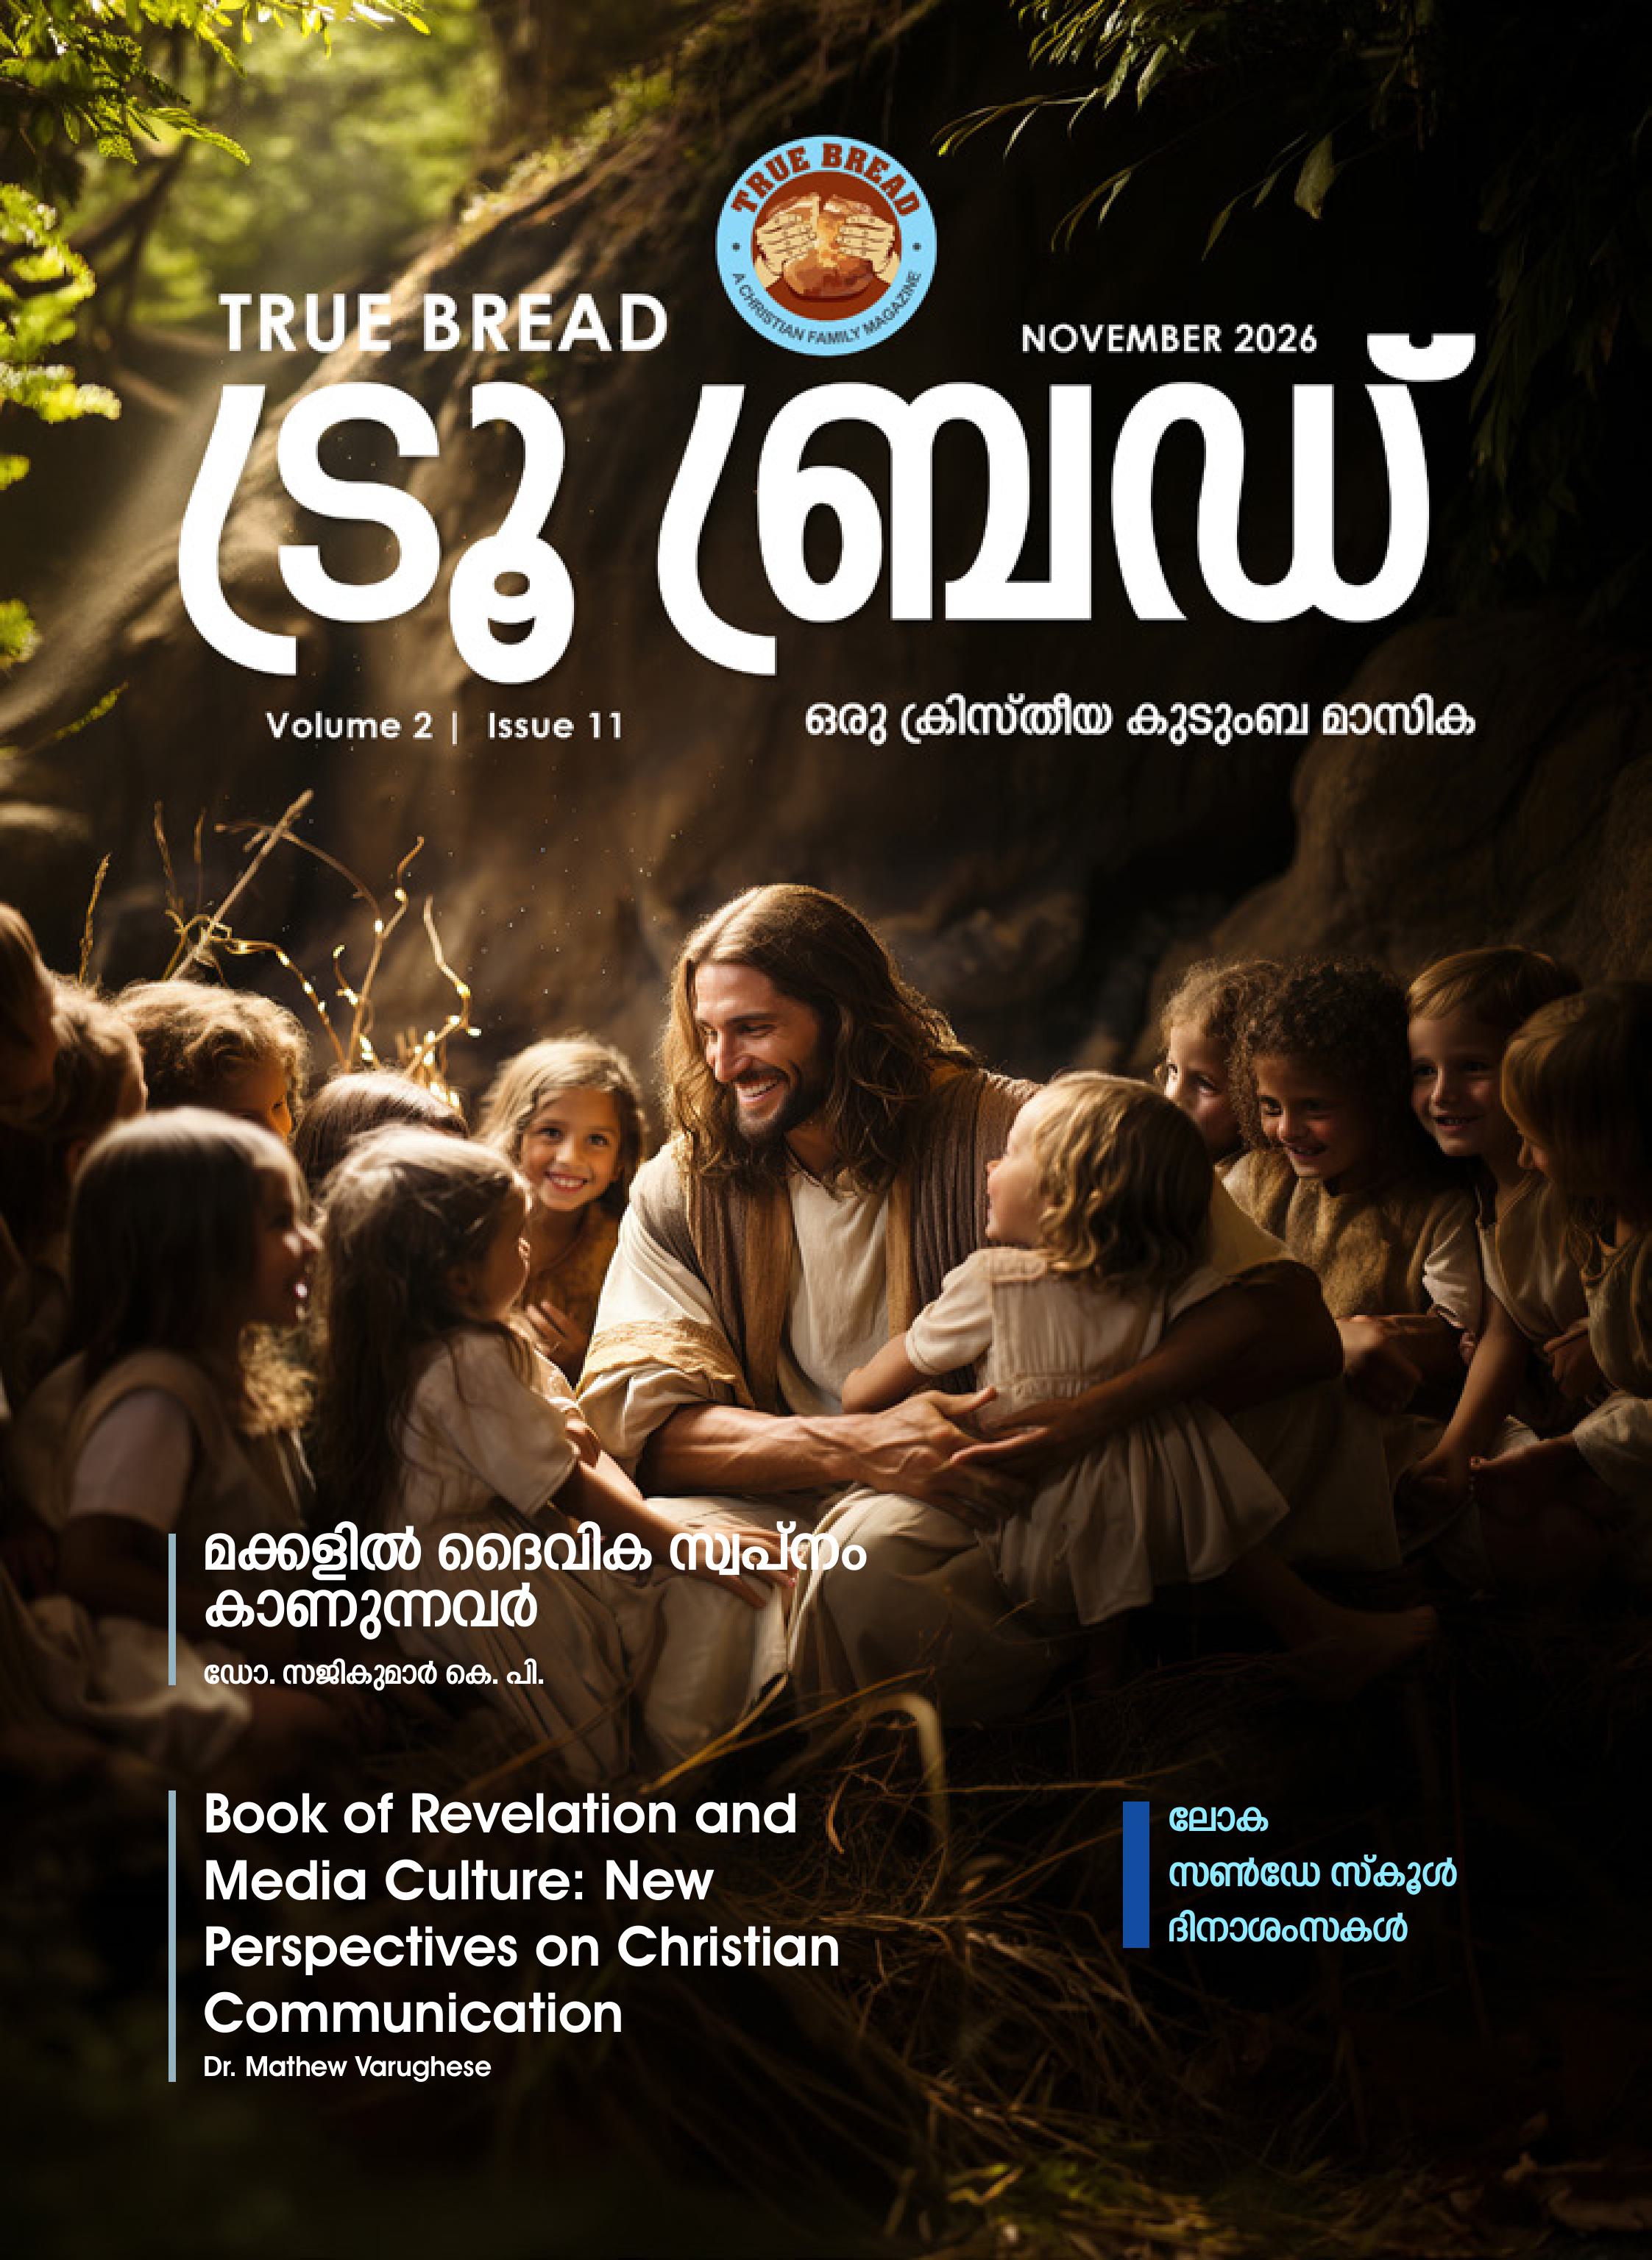 TRUE BREAD
A CHRISTIAN FAMILY MAGAZINE
TRUE BREAD
NOVEMBER 2026
ട്രൂ ബ്രഡ്
Volume 2 | Issue 11
ഒരു ക്രിസ്തീയ കുടുംബ മാസിക
മക്കളിൽ ദൈവിക സ്വപ്നം
കാണുന്നവർ
ഡോ. സജികുമാർ കെ. പി.
Book of Revelation and
Media Culture: New
Perspectives on Christian
Communication
Dr. Mathew Varughese
ലോക
സൺഡേ സ്കൂൾ
ദിനാശംസകൾ